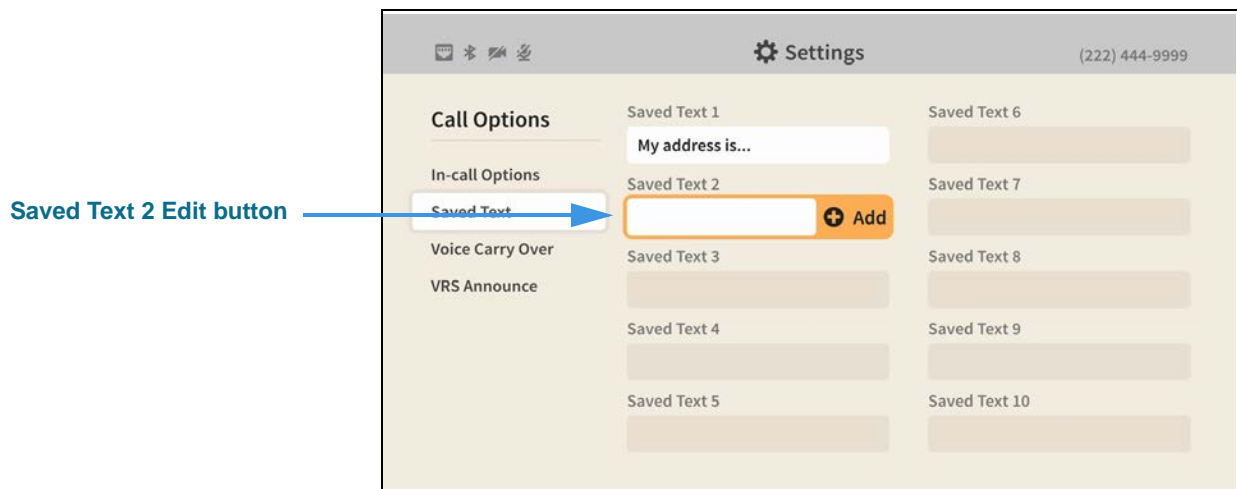 Settings
(222) 444-9999
Call Options
In-call Options
Saved Text
Voice Carry Over
VRS Announce
Saved Text 1
My address is...
Saved Text 2
Add
Saved Text 3
Saved Text 4
Saved Text 5
Saved Text 6
Saved Text 7
Saved Text 8
Saved Text 9
Saved Text 10
Saved Text 2 Edit button